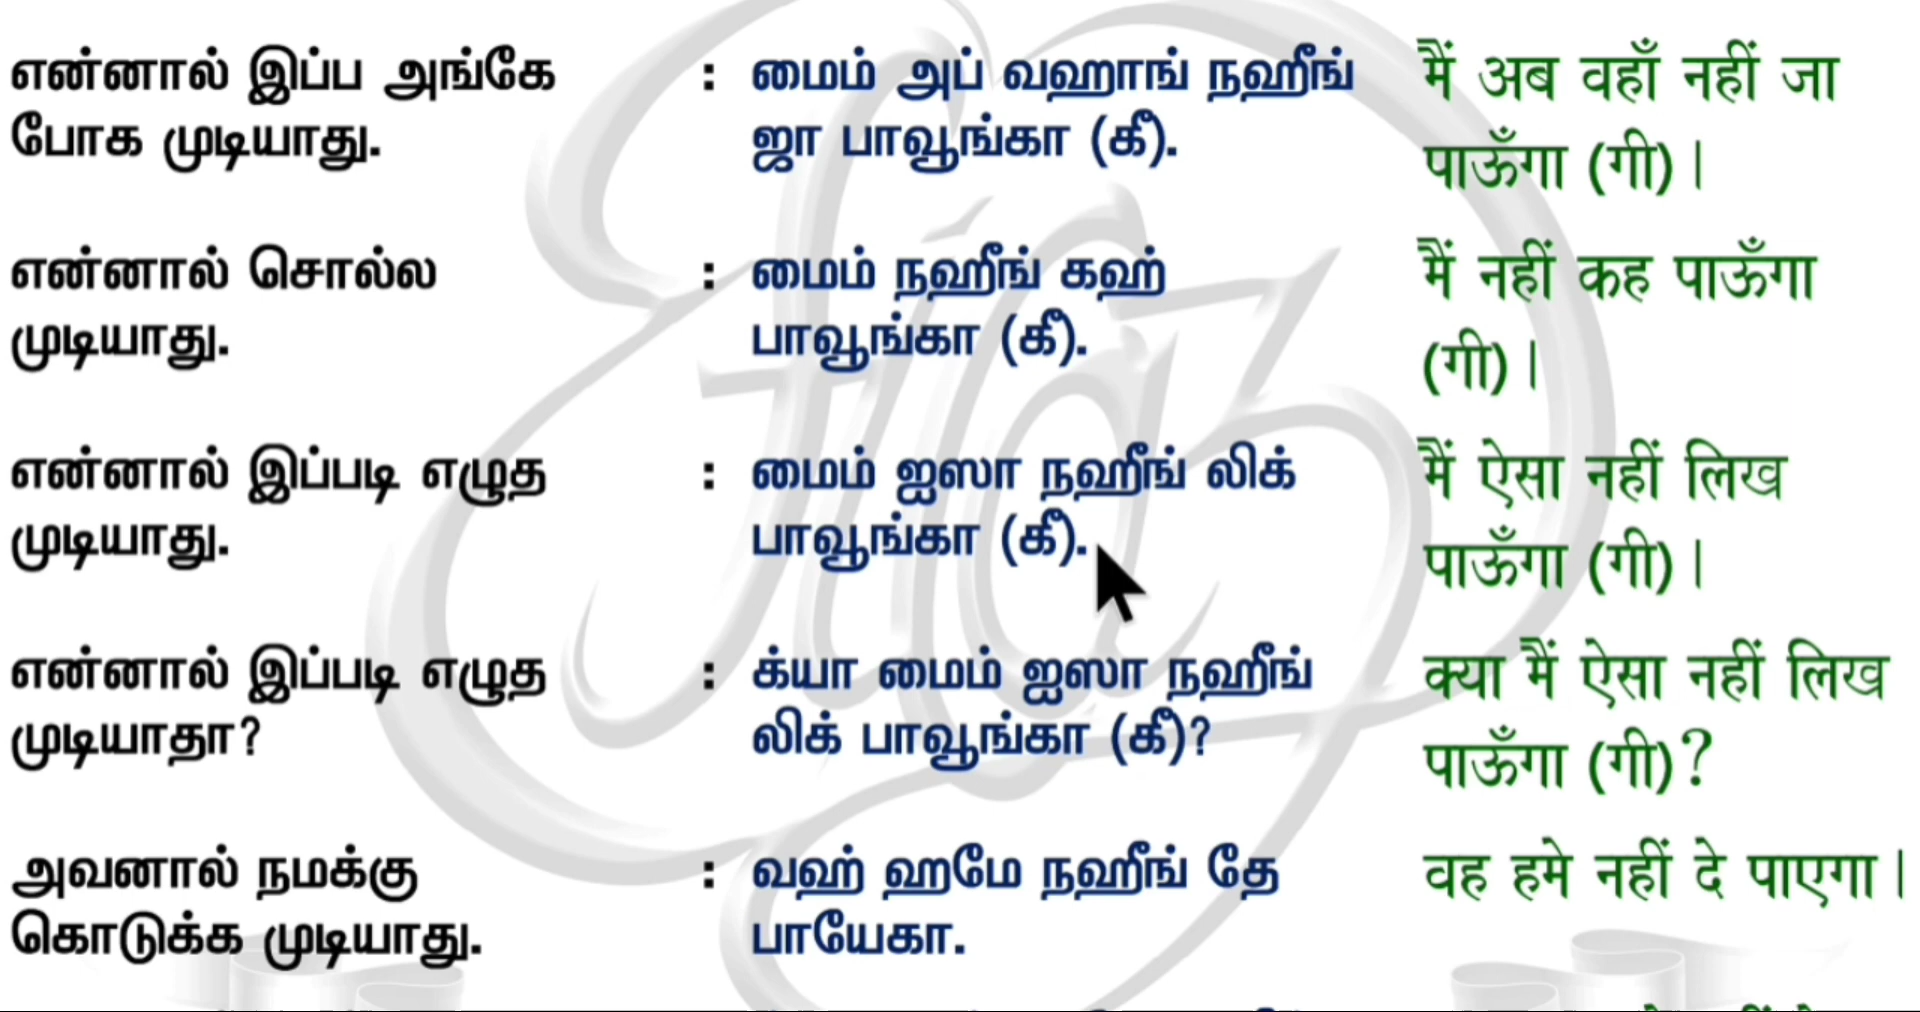 என்னால் இப்ப அங்கே : மைம் அப் வஹாங் நஹீங் मैं अब वहाँ नहीं जा
போக முடியாது. ஜா பாவூங்கா (கீ). पाऊँगा (गी) |
என்னால் சொல்ல : மைம் நஹீங் கஹ் मैं नहीं कह पाऊँगा
முடியாது. பாவூங்கா (கீ). (गी) |
என்னால் இப்படி எழுத : மைம் ஐஸா நஹீங் லிக் मैं ऐसा नहीं लिख
முடியாது. பாவூங்கா (கீ). पाऊँगा (गी) |
என்னால் இப்படி எழுத : க்யா மைம் ஐஸா நஹீங் क्या मैं ऐसा नहीं लिख
முடியாதா? லிக் பாவூங்கா (கீ)? पाऊँगा (गी)?
அவனால் நமக்கு : வஹ் ஹமே நஹீங் தே वह हमे नहीं दे पाएगा |
கொடுக்க முடியாது. பாயேகா.